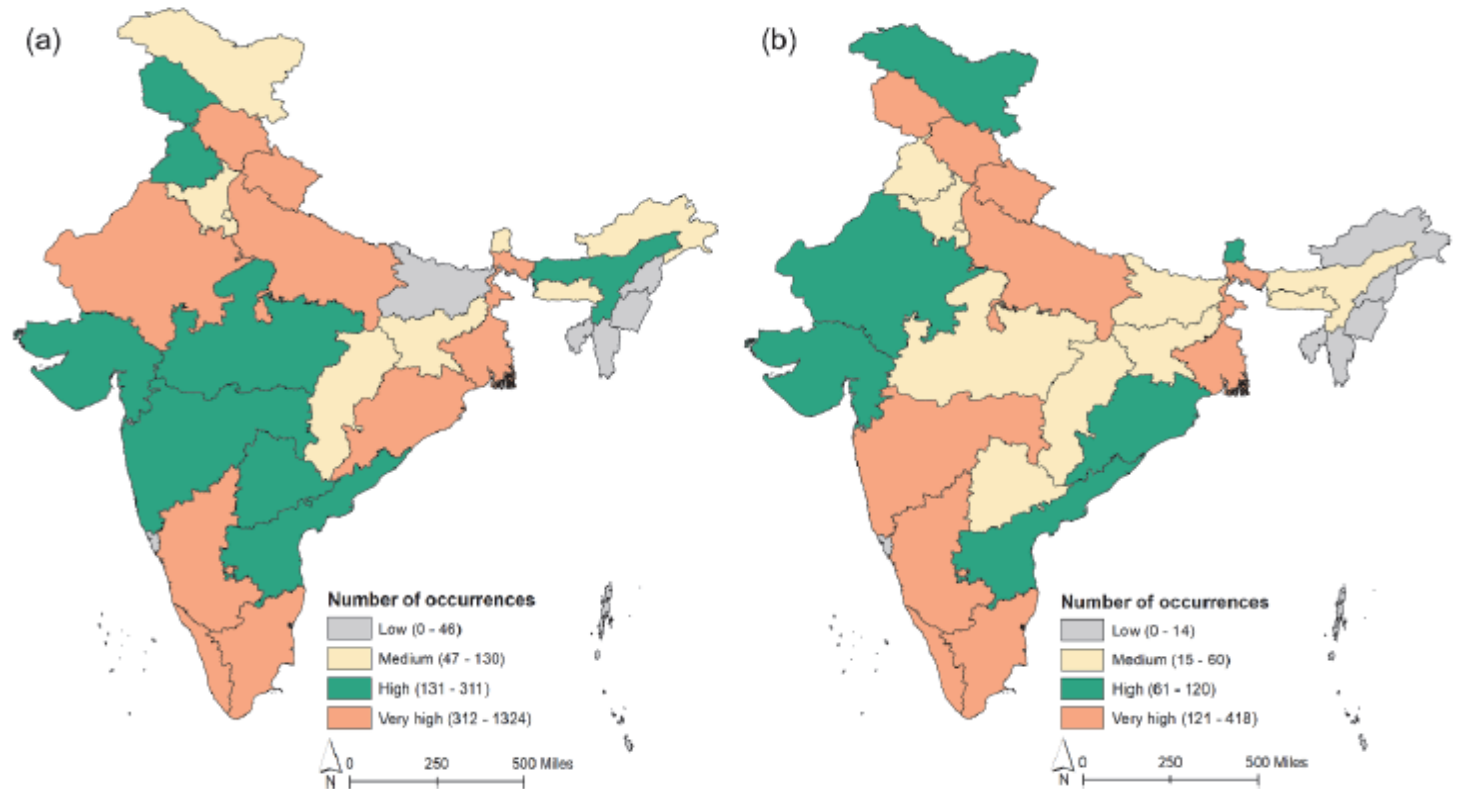 (a)
Number of occurrences
Low (0 - 46)
Medium (47 - 130)
High (131 - 311)
Very high (312 - 1324)
N
0 250 500 Miles
(b)
Number of occurrences
Low (0 - 14)
Medium (15 - 60)
High (61 - 120)
Very high (121 - 418)
N
0 250 500 Miles